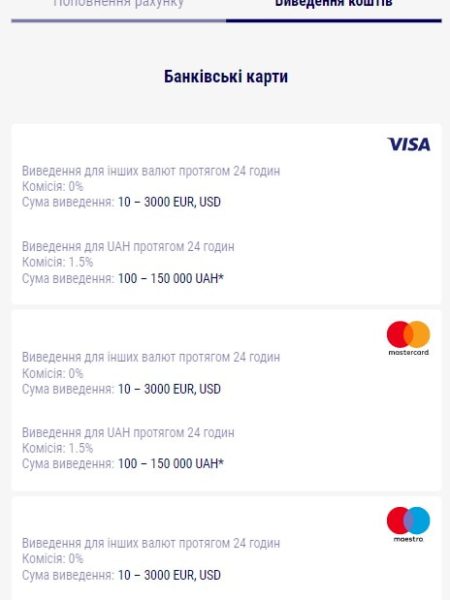 Поповнення рахунку
Виведення коштів
Банківські карти
VISA
Виведення для інших валют протягом 24 годин
Комісія: 0%
Сума виведення: 10 – 3000 EUR, USD
Виведення для UAH протягом 24 годин
Комісія: 1.5%
Сума виведення: 100 – 150 000 UAH*
mastercard
Виведення для інших валют протягом 24 годин
Комісія: 0%
Сума виведення: 10 – 3000 EUR, USD
Виведення для UAH протягом 24 годин
Комісія: 1.5%
Сума виведення: 100 – 150 000 UAH*
maestro
Виведення для інших валют протягом 24 годин
Комісія: 0%
Сума виведення: 10 – 3000 EUR, USD